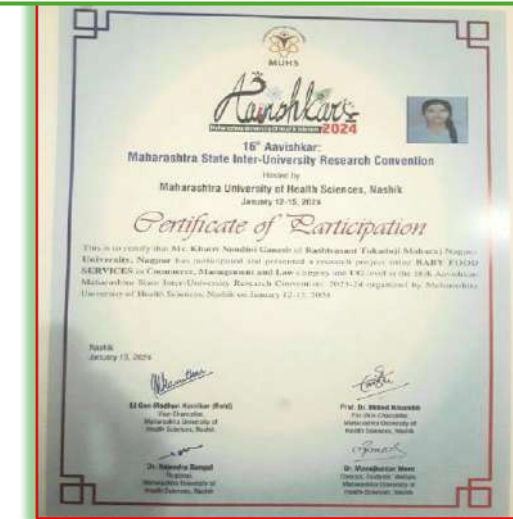 MUHS
Aavishkar
2024
16th Aavishkar:
Maharashtra State Inter-University Research Convention
Hosted by
Maharashtra University of Health Sciences, Nashik
January 12-15, 2024
Certificate of Participation
This is to certify that Ms. Khatri Nandini Ganesh of Rashtrasant Tukadoji Maharaj Nagpur
University, Nagpur has participated and presented a research project titled BABY FOOD
SERVICES in Commerce, Management and Law category one UG level in the 16th Aavishkar
Maharashtra State Inter-University Research Convention 2023-24 organized by Maharashtra
University of Health Sciences, Nashik on January 12-15, 2024
Nashik
January 15, 2024
Lt Gen Madhuri Kanitkar (Retd)
Vice-Chancellor
Maharashtra University of
Health Sciences, Nashik
Prof. Dr. Milind Nikumbh
Pro-Vice-Chancellor
Maharashtra University of
Health Sciences, Nashik
Dr. Rajendra Bangal
Registrar
Maharashtra University of
Health Sciences, Nashik
Dr. Manojkumar More
Director, Students' Welfare
Maharashtra University of
Health Sciences, Nashik